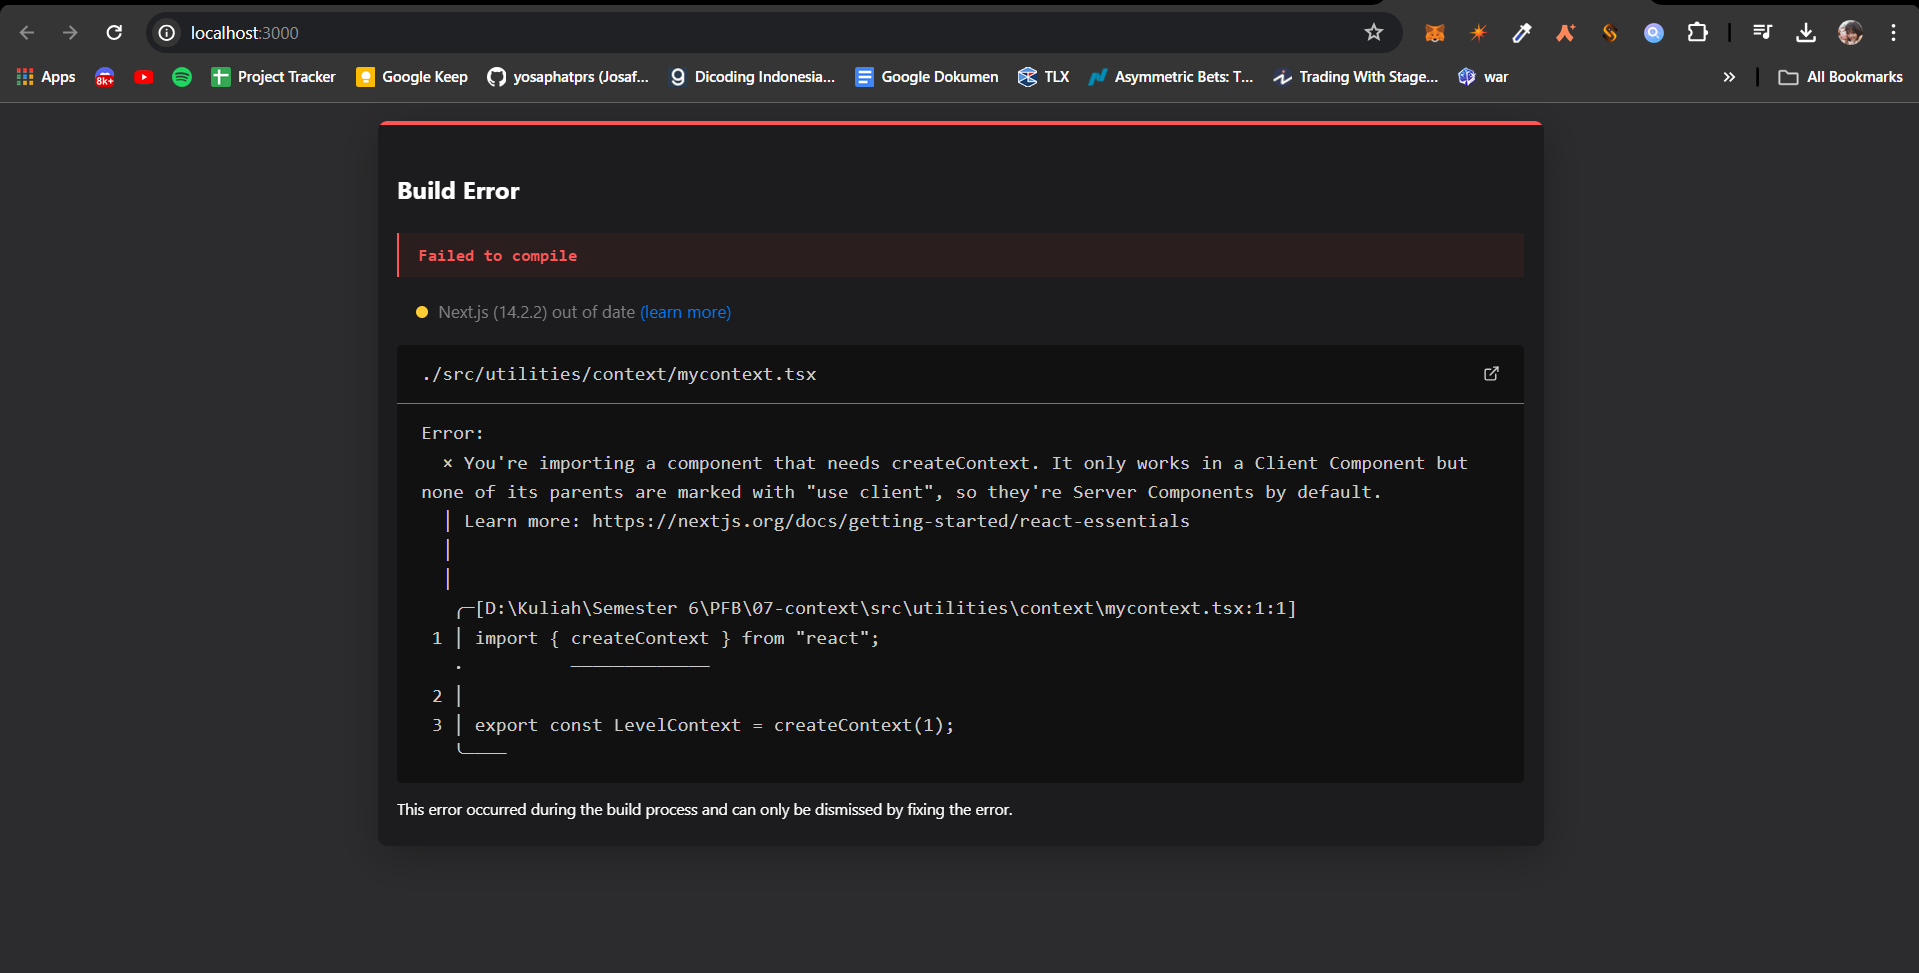 localhost:3000
Apps
8k+
Project Tracker
Google Keep
yosaphatprs (Josaf...
Dicoding Indonesia...
Google Dokumen
TLX
Asymmetric Bets: T...
Trading With Stage...
war
»
All Bookmarks
Build Error
Failed to compile
Next.js (14.2.2) out of date (learn more)
./src/utilities/context/mycontext.tsx
Error:
× You're importing a component that needs createContext. It only works in a Client Component but
none of its parents are marked with "use client", so they're Server Components by default.
│ Learn more: https://nextjs.org/docs/getting-started/react-essentials
│
│
╭─[D:\Kuliah\Semester 6\PFB\07-context\src\utilities\context\mycontext.tsx:1:1]
1 │ import { createContext } from "react";
· ─────────────
2 │
3 │ export const LevelContext = createContext(1);
╰────
This error occurred during the build process and can only be dismissed by fixing the error.